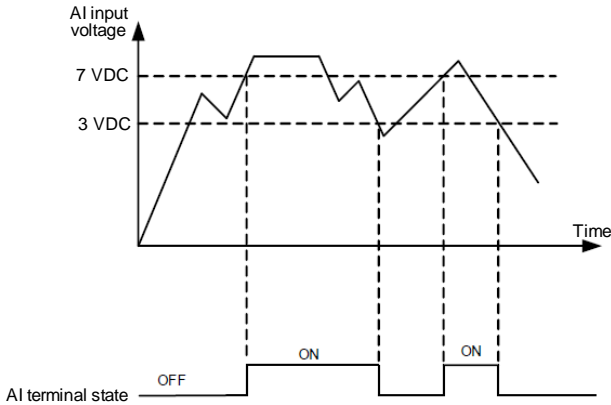 AI input
voltage
7 VDC
3 VDC
Time
ON
ON
OFF
AI terminal state